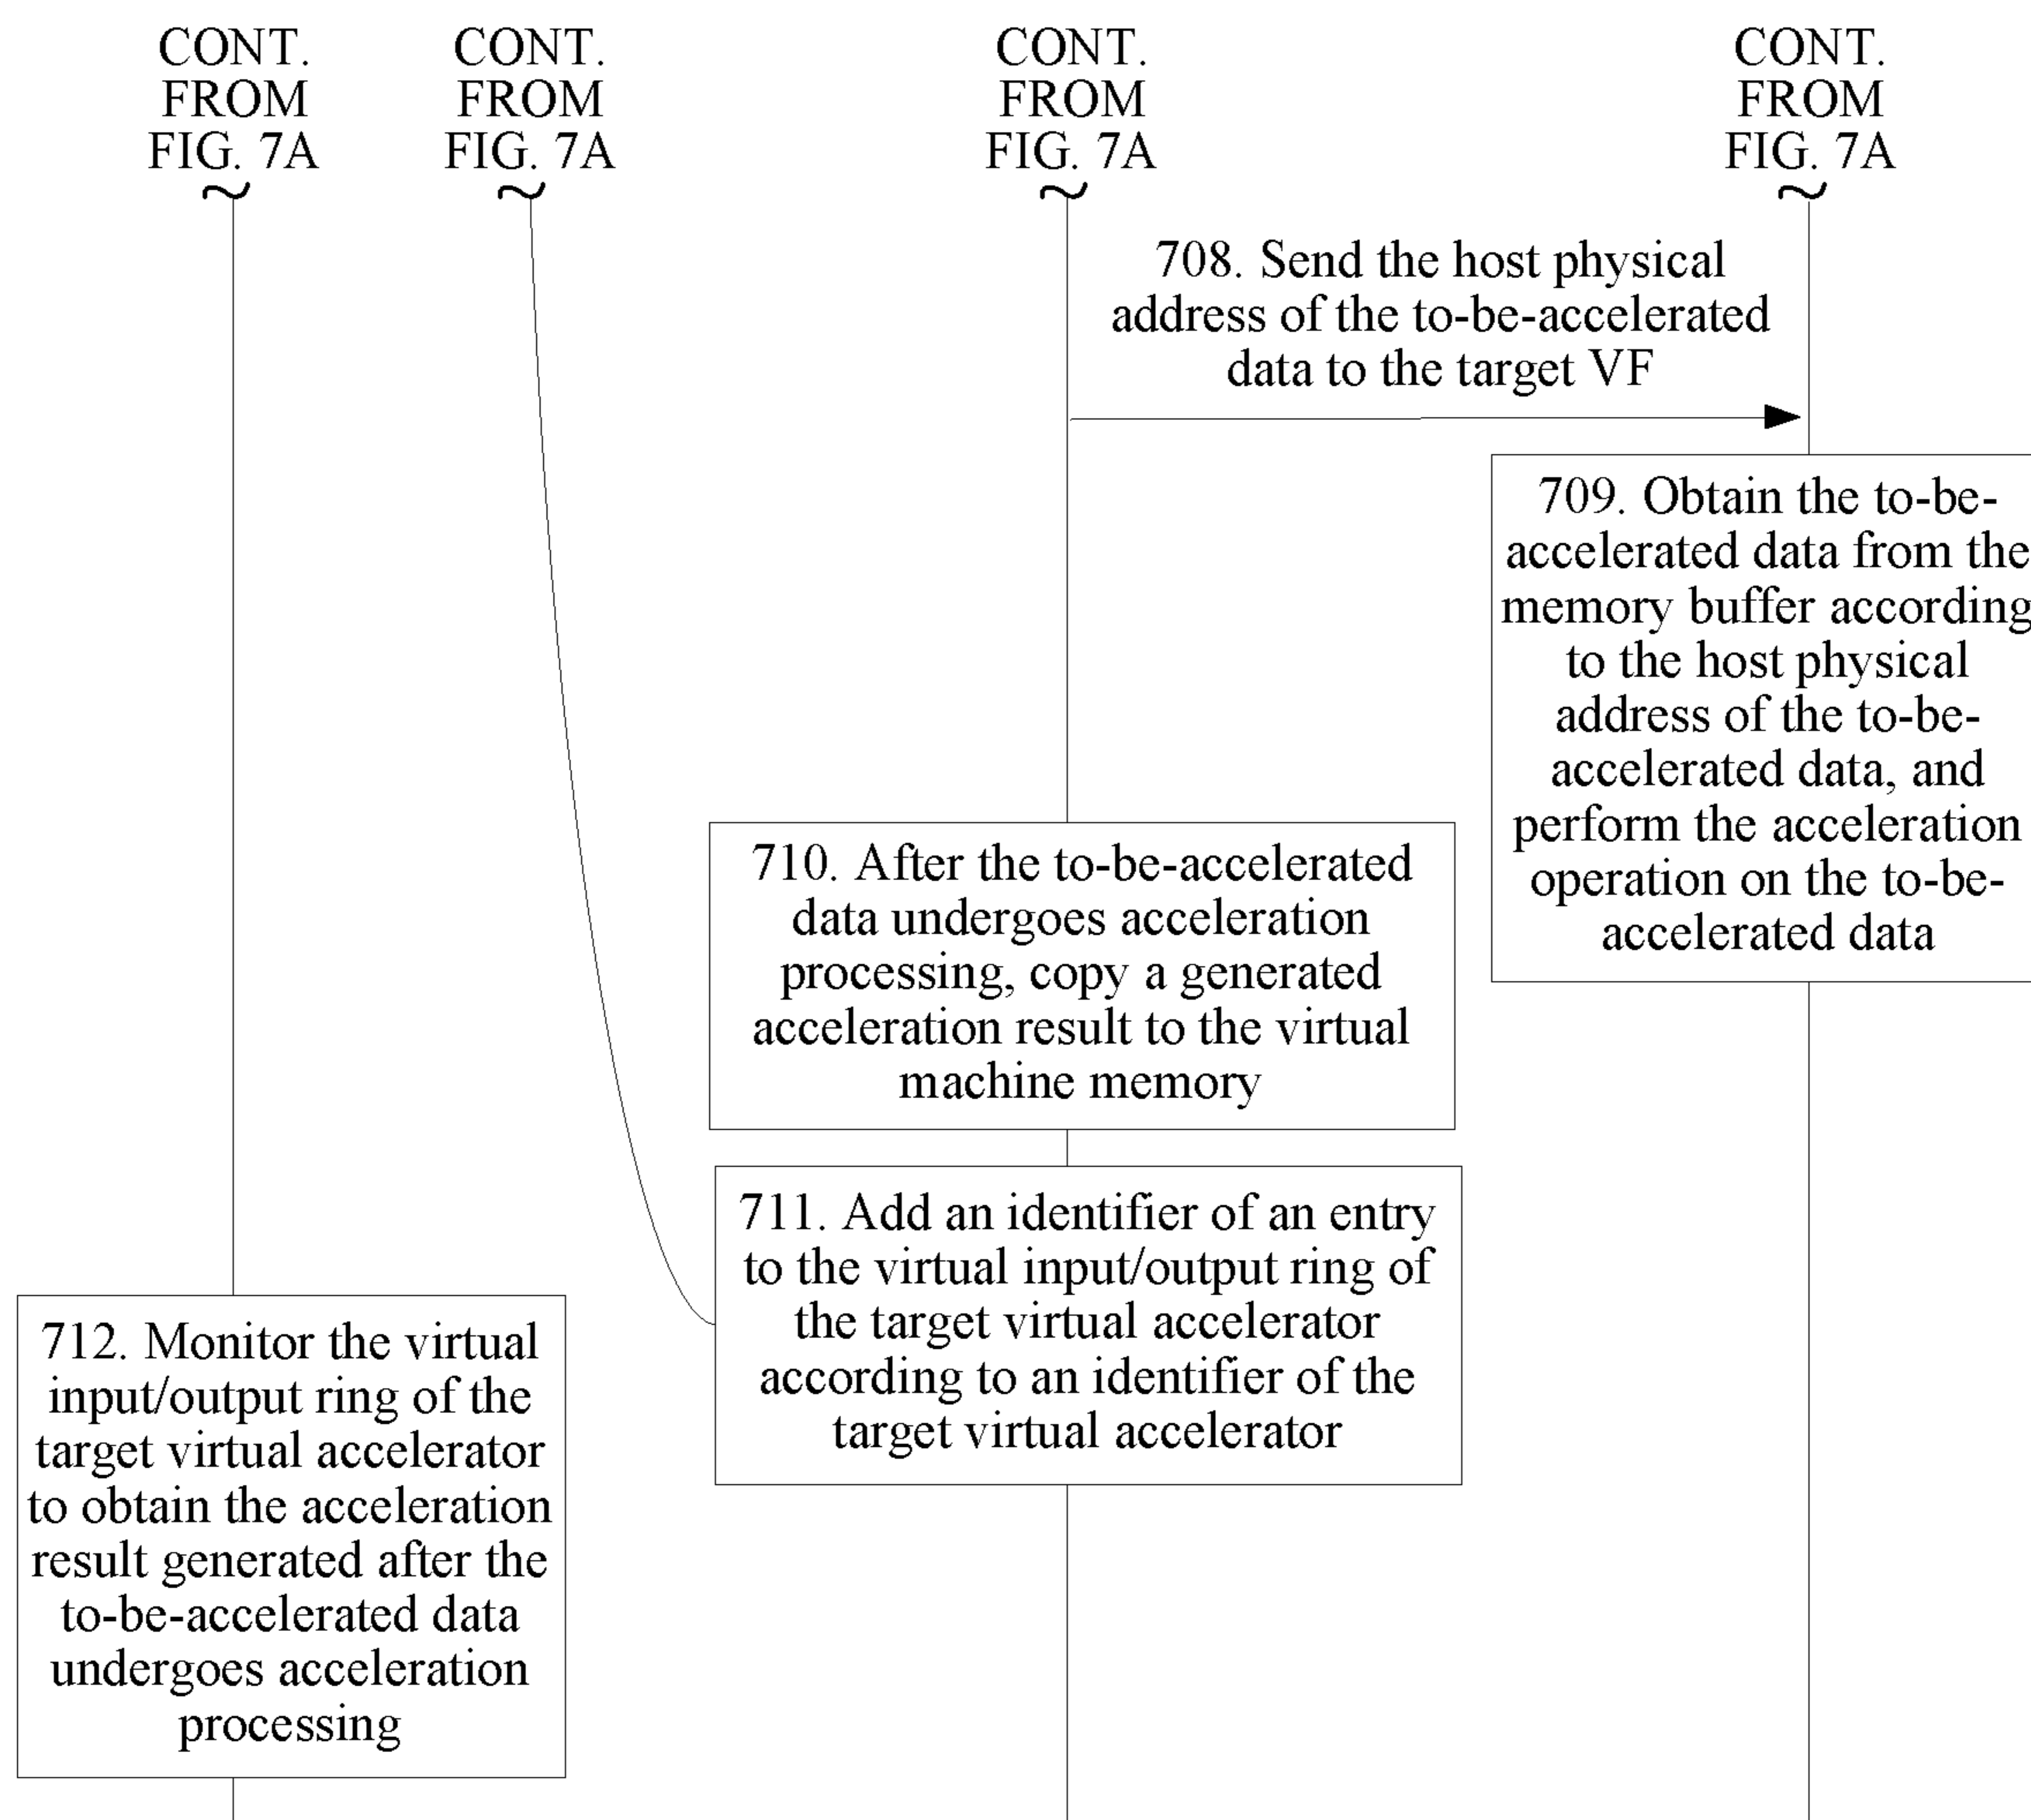 CONT.
FROM
FIG. 7A
CONT.
FROM
FIG. 7A
CONT.
FROM
FIG. 7A
CONT.
FROM
FIG. 7A
708. Send the host physical
address of the to-be-accelerated
data to the target VF
709. Obtain the to-be-
accelerated data from the
memory buffer according
to the host physical
address of the to-be-
accelerated data, and
perform the acceleration
operation on the to-be-
accelerated data
710. After the to-be-accelerated
data undergoes acceleration
processing, copy a generated
acceleration result to the virtual
machine memory
711. Add an identifier of an entry
to the virtual input/output ring of
the target virtual accelerator
according to an identifier of the
target virtual accelerator
712. Monitor the virtual
input/output ring of the
target virtual accelerator
to obtain the acceleration
result generated after the
to-be-accelerated data
undergoes acceleration
processing